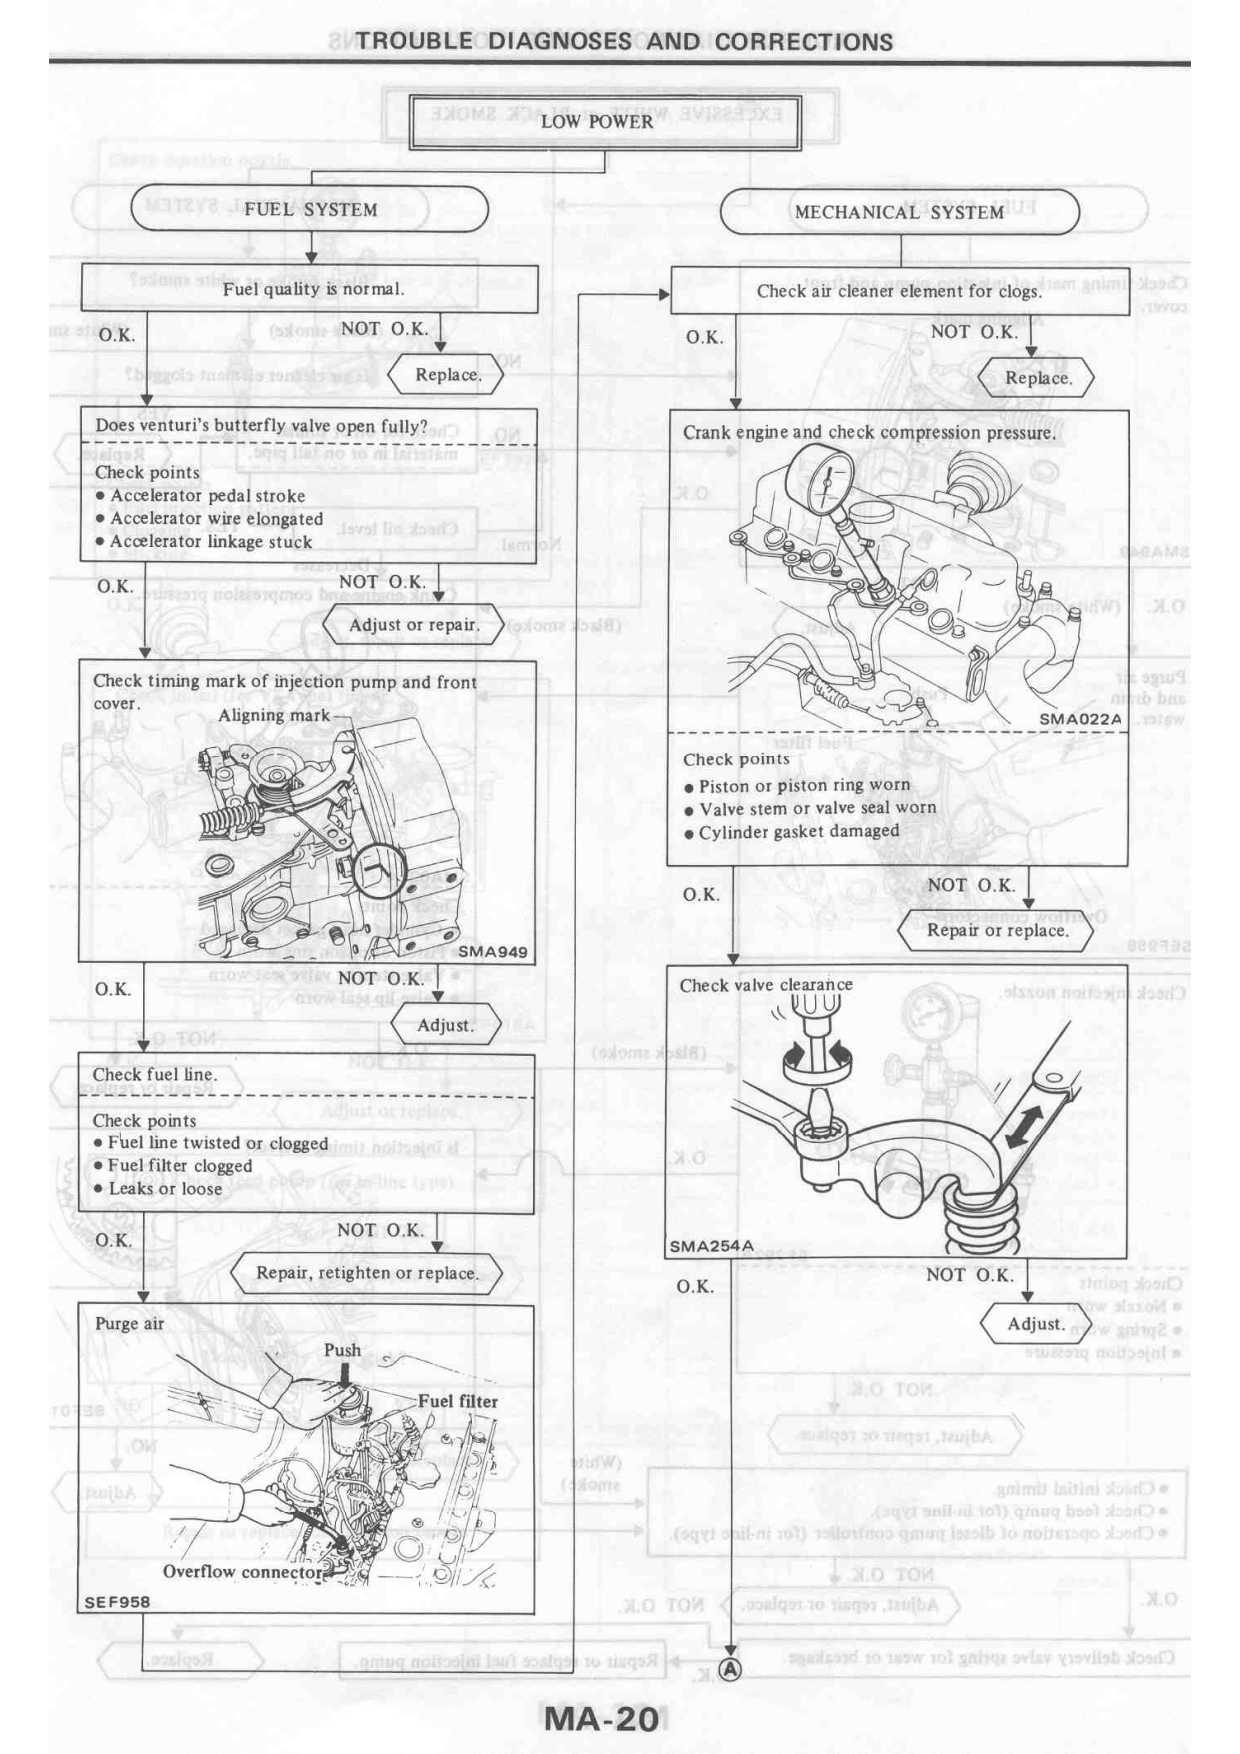 TROUBLE DIAGNOSES AND CORRECTIONS
LOW POWER
FUEL SYSTEM
Fuel quality is normal.
O.K.
NOT O.K.
Replace.
Does venturi's butterfly valve open fully?
Check points
● Accelerator pedal stroke
● Accelerator wire elongated
● Accelerator linkage stuck
O.K.
NOT O.K.
Adjust or repair.
Check timing mark of injection pump and front
cover.
Aligning mark
SMA949
O.K.
NOT O.K.
Adjust.
Check fuel line.
Check points
● Fuel line twisted or clogged
● Fuel filter clogged
● Leaks or loose
O.K.
NOT O.K.
Repair, retighten or replace.
Purge air
Push
Fuel filter
Overflow connector
SEF958
MECHANICAL SYSTEM
Check air cleaner element for clogs.
O.K.
NOT O.K.
Replace.
Crank engine and check compression pressure.
SMA022A
Check points
● Piston or piston ring worn
● Valve stem or valve seal worn
● Cylinder gasket damaged
O.K.
NOT O.K.
Repair or replace.
Check valve clearance
SMA254A
O.K.
NOT O.K.
Adjust.
A
MA-20